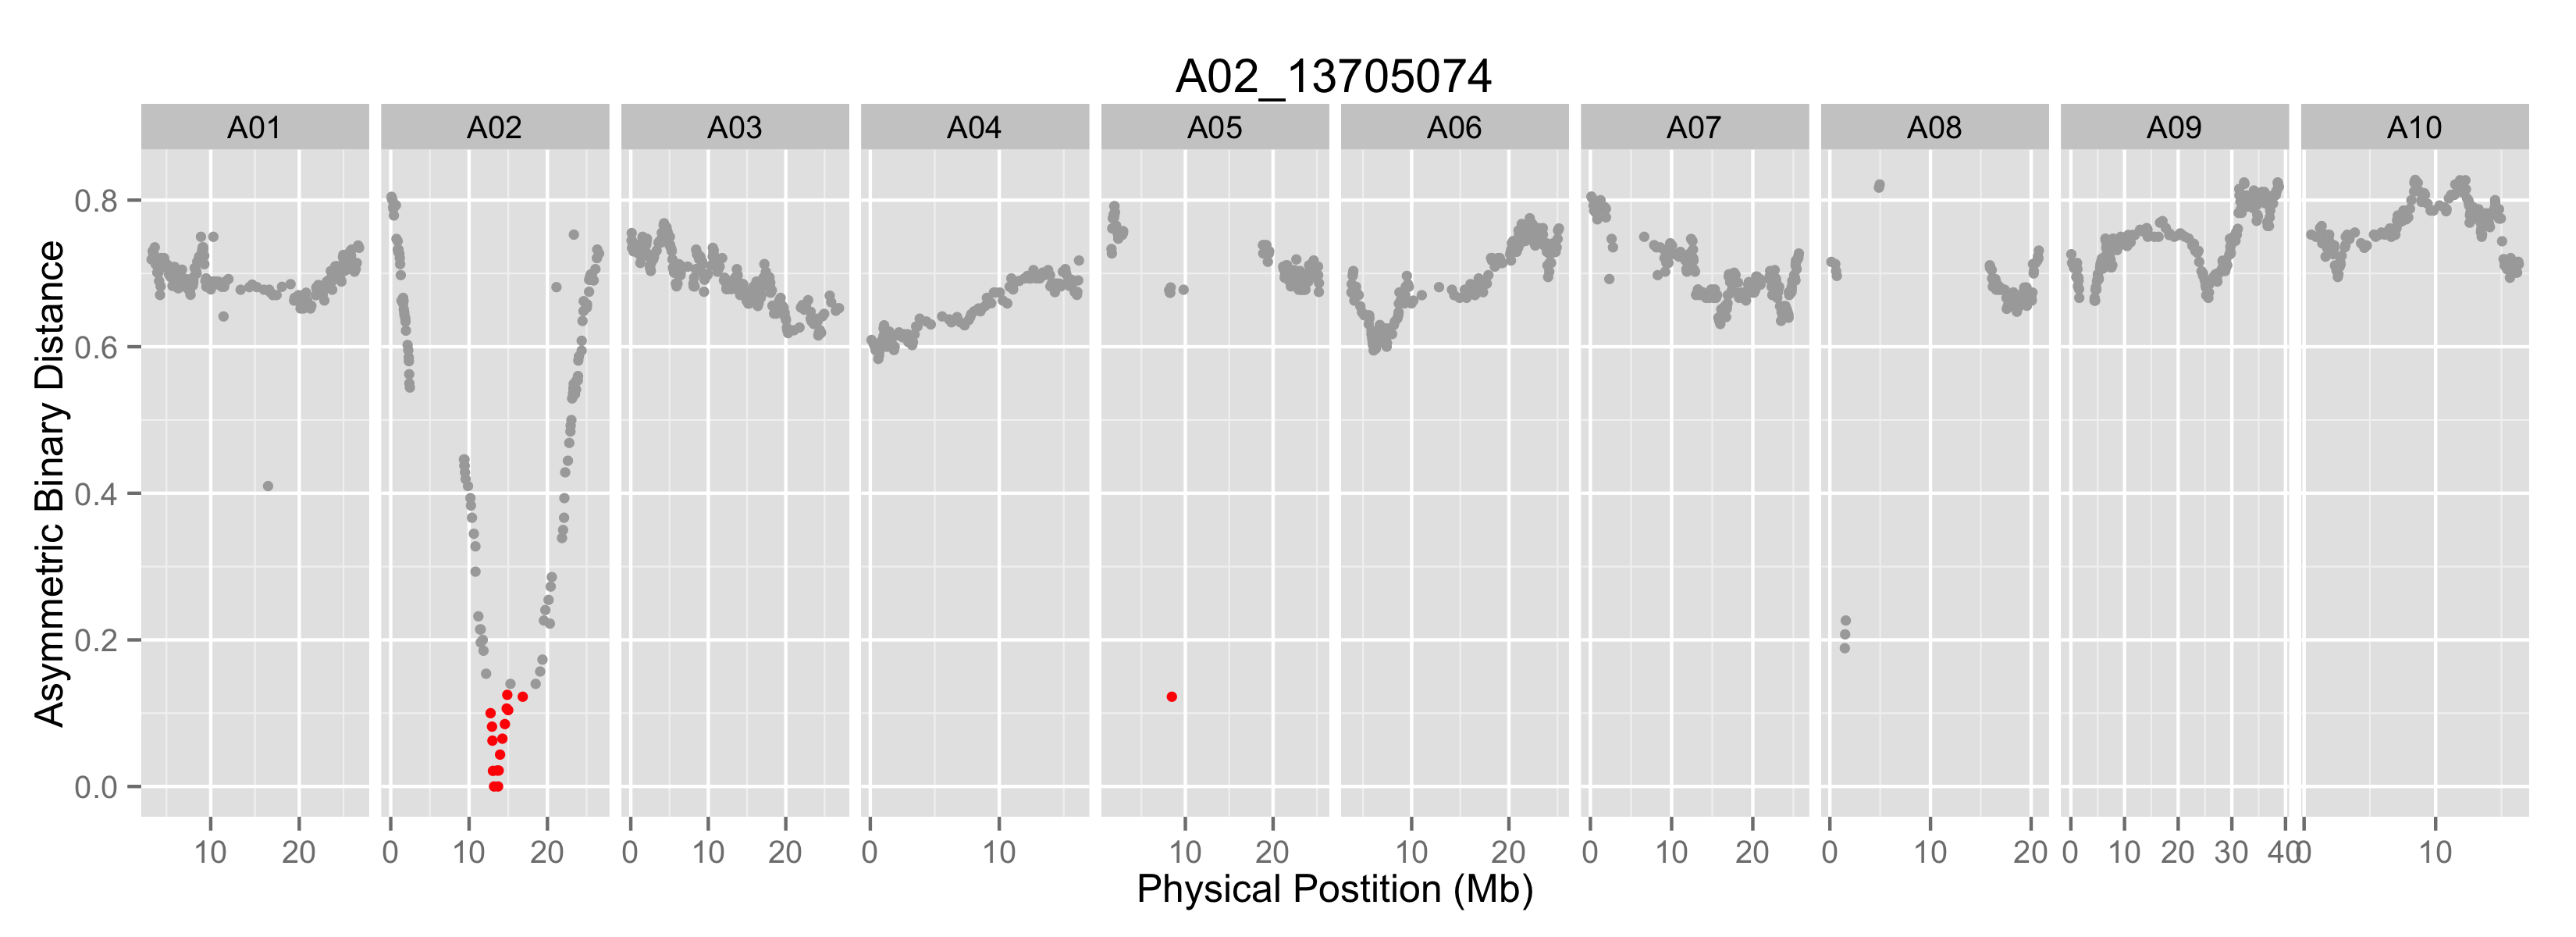 A02_13705074
A01 A02 A03 A04 A05 A06 A07 A08 A09 A10
Asymmetric Binary Distance
0.8
0.6
0.4
0.2
0.0
10 20 0 10 20 0 10 20 0 10 10 20 10 20 0 10 20 0 10 20 0 10 20 30 40 0 10
Physical Postition (Mb)